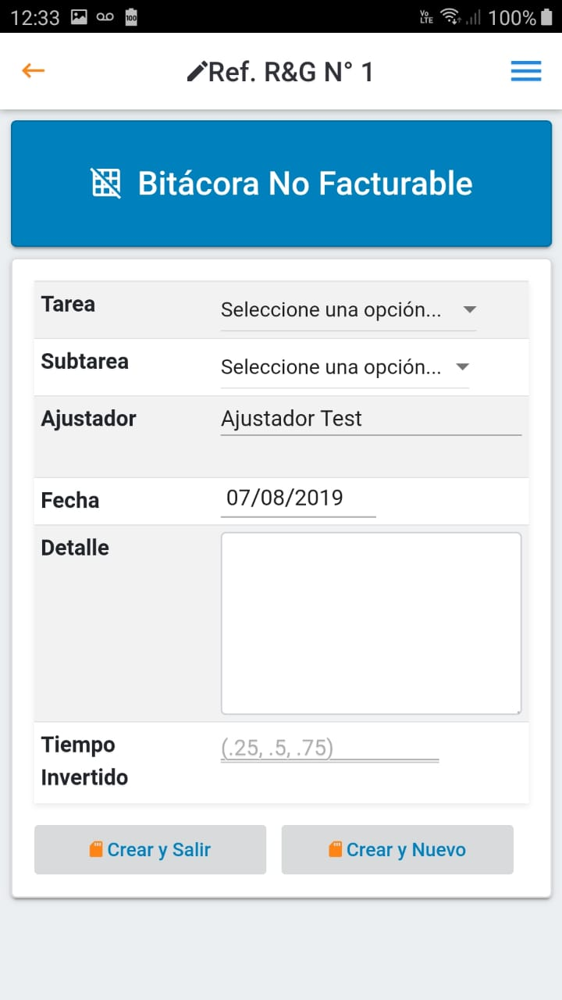 12:33 100 Vo LTE 100%
Ref. R&G N° 1
Bitácora No Facturable
Tarea Seleccione una opción...
Subtarea Seleccione una opción...
Ajustador Ajustador Test
Fecha 07/08/2019
Detalle
Tiempo (.25, .5, .75)
Invertido
Crear y Salir Crear y Nuevo